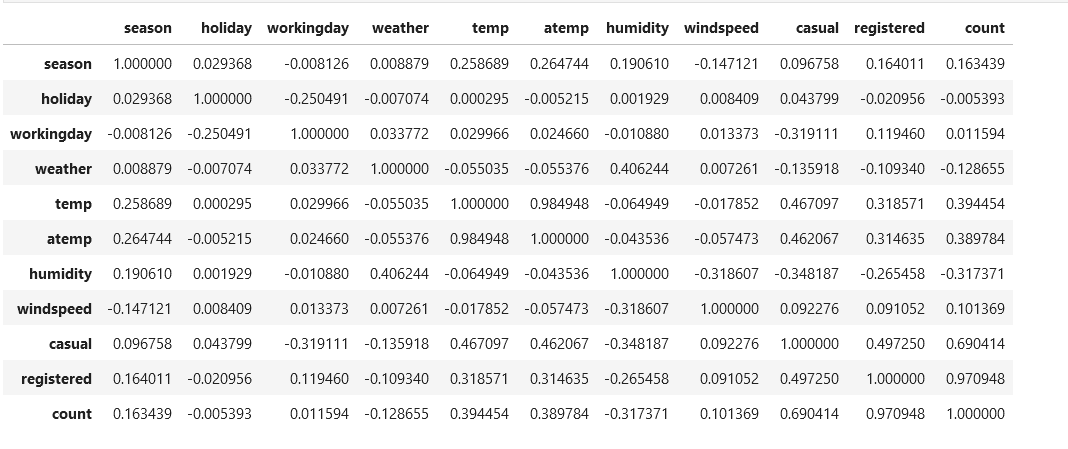 season holiday workingday weather temp atemp humidity windspeed casual registered count
season 1.000000 0.029368 -0.008126 0.008879 0.258689 0.264744 0.190610 -0.147121 0.096758 0.164011 0.163439
holiday 0.029368 1.000000 -0.250491 -0.007074 0.000295 -0.005215 0.001929 0.008409 0.043799 -0.020956 -0.005393
workingday -0.008126 -0.250491 1.000000 0.033772 0.029966 0.024660 -0.010880 0.013373 -0.319111 0.119460 0.011594
weather 0.008879 -0.007074 0.033772 1.000000 -0.055035 -0.055376 0.406244 0.007261 -0.135918 -0.109340 -0.128655
temp 0.258689 0.000295 0.029966 -0.055035 1.000000 0.984948 -0.064949 -0.017852 0.467097 0.318571 0.394454
atemp 0.264744 -0.005215 0.024660 -0.055376 0.984948 1.000000 -0.043536 -0.057473 0.462067 0.314635 0.389784
humidity 0.190610 0.001929 -0.010880 0.406244 -0.064949 -0.043536 1.000000 -0.318607 -0.348187 -0.265458 -0.317371
windspeed -0.147121 0.008409 0.013373 0.007261 -0.017852 -0.057473 -0.318607 1.000000 0.092276 0.091052 0.101369
casual 0.096758 0.043799 -0.319111 -0.135918 0.467097 0.462067 -0.348187 0.092276 1.000000 0.497250 0.690414
registered 0.164011 -0.020956 0.119460 -0.109340 0.318571 0.314635 -0.265458 0.091052 0.497250 1.000000 0.970948
count 0.163439 -0.005393 0.011594 -0.128655 0.394454 0.389784 -0.317371 0.101369 0.690414 0.970948 1.000000